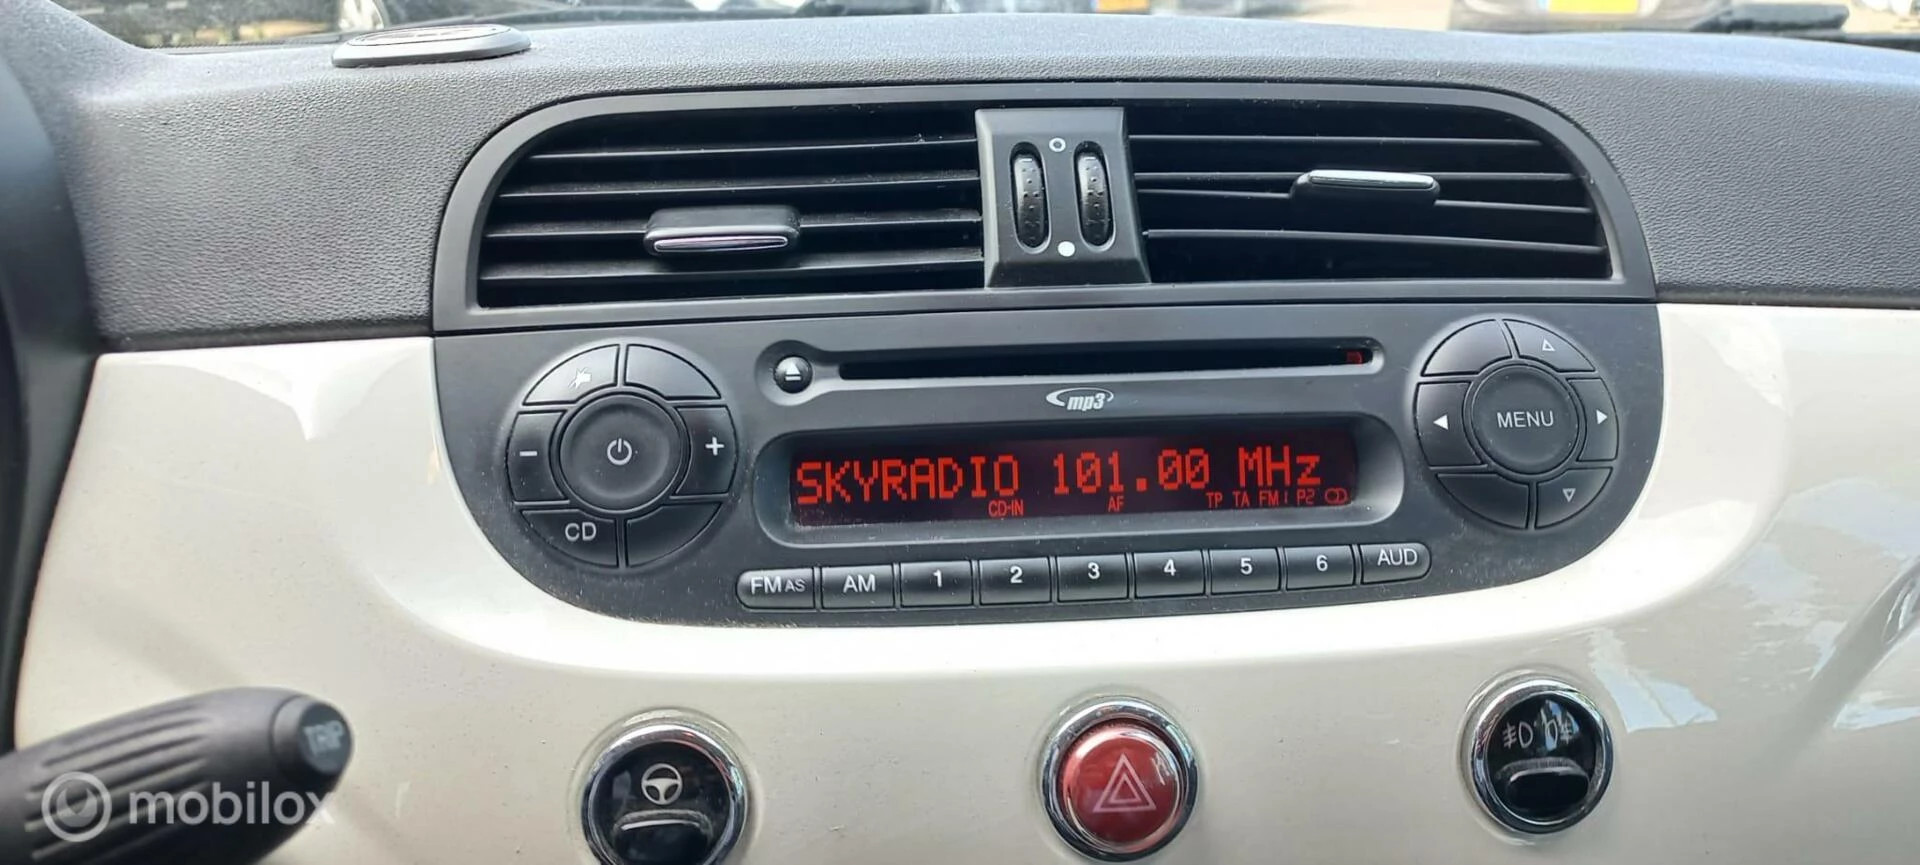 mp3
MENU
SKYRADIO 101.00 MHz
CD-IN AF TP TA FM1 P2 CD
CD
FM AS AM 1 2 3 4 5 6 AUD
TRIP
mobilox